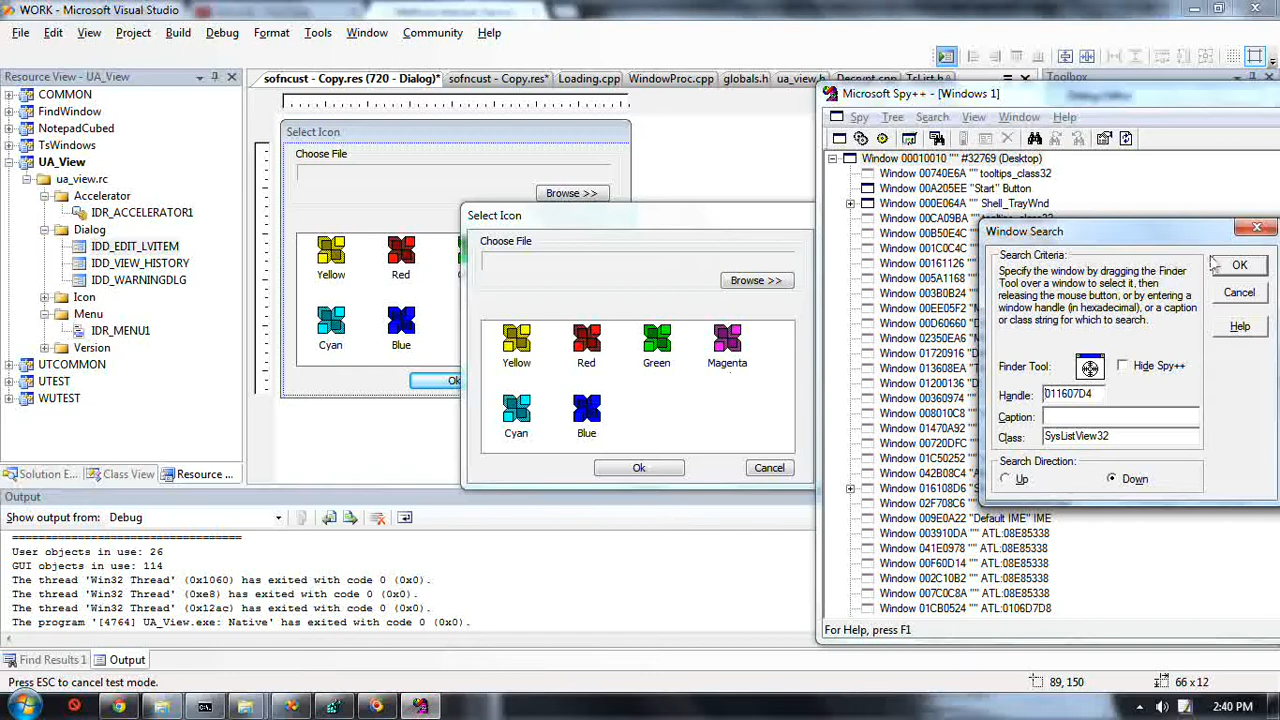 WORK - Microsoft Visual Studio
File Edit View Project Build Debug Format Tools Window Community Help
Resource View - UA_View
COMMON
FindWindow
NotepadCubed
TsWindows
UA_View
ua_view.rc
Accelerator
IDR_ACCELERATOR1
Dialog
IDD_EDIT_LVITEM
IDD_VIEW_HISTORY
IDD_WARNINGDLG
Icon
Menu
IDR_MENU1
Version
UTCOMMON
UTEST
WUTEST
Solution E... Class View Resource ...
sofncust - Copy.res (720 - Dialog)* sofncust - Copy.res* Loading.cpp WindowProc.cpp globals.h ua_view.h Decrypt.cpp TsList.h
Toolbox
Select Icon
Choose File
Browse >>
Yellow Red
Cyan Blue
Ok
Select Icon
Choose File
Browse >>
Yellow Red Green Magenta
Cyan Blue
Ok Cancel
Microsoft Spy++ - [Windows 1]
Spy Tree Search View Window Help
Window 00010010 "" #32769 (Desktop)
Window 00740E6A "" tooltips_class32
Window 00A205EE "Start" Button
Window 000E064A "" Shell_TrayWnd
Window 00CA09BA "" tooltips_class32
Window 00B50E4C
Window 001C0C4C
Window 00161126
Window 005A1168
Window 003B0B24
Window 00EE05F2
Window 00D60660
Window 02350EA6
Window 01720916
Window 013608EA
Window 01200136
Window 00360974
Window 008010C8
Window 01470A92
Window 00720DFC
Window 01C50252
Window 042B08C4
Window 016108D6
Window 02F708C6
Window 009E0A22 "Default IME" IME
Window 003910DA "" ATL:08E85338
Window 041E0978 "" ATL:08E85338
Window 00F60D14 "" ATL:08E85338
Window 002C10B2 "" ATL:08E85338
Window 007C0C8A "" ATL:08E85338
Window 01CB0524 "" ATL:0106D7D8
For Help, press F1
Window Search
Search Criteria:
Specify the window by dragging the Finder
Tool over a window to select it, then
releasing the mouse button, or by entering a
window handle (in hexadecimal), or a caption
or class string for which to search.
OK
Cancel
Help
Finder Tool: Hide Spy++
Handle: 011607D4
Caption:
Class: SysListView32
Search Direction:
Up Down
Output
Show output from: Debug
================================
User objects in use: 26
GUI objects in use: 114
The thread 'Win32 Thread' (0x1060) has exited with code 0 (0x0).
The thread 'Win32 Thread' (0xe8) has exited with code 0 (0x0).
The thread 'Win32 Thread' (0x12ac) has exited with code 0 (0x0).
The program '[4764] UA_View.exe: Native' has exited with code 0 (0x0).
Find Results 1 Output
Press ESC to cancel test mode.
89, 150 66 x 12
2:40 PM